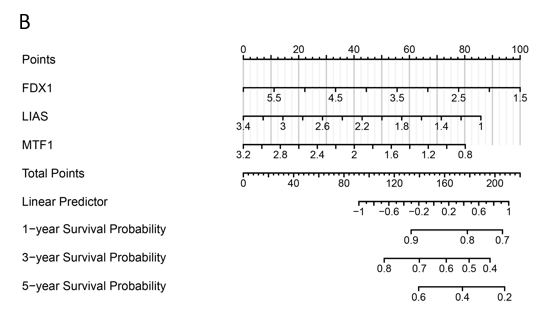 B
Points 0 20 40 60 80 100
FDX1 5.5 4.5 3.5 2.5 1.5
LIAS 3.4 3 2.6 2.2 1.8 1.4 1
MTF1 3.2 2.8 2.4 2 1.6 1.2 0.8
Total Points 0 40 80 120 160 200
Linear Predictor −1 −0.6 −0.2 0.2 0.6 1
1−year Survival Probability 0.9 0.8 0.7
3−year Survival Probability 0.8 0.7 0.6 0.5 0.4
5−year Survival Probability 0.6 0.4 0.2